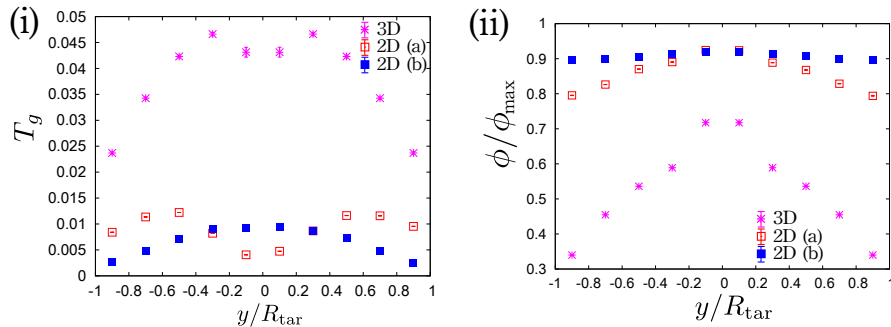 (i)
0.05
0.045
0.04
0.035
0.03
0.025
0.02
0.015
0.01
0.005
0
T_g
3D
2D (a)
2D (b)
-1 -0.8 -0.6 -0.4 -0.2 0 0.2 0.4 0.6 0.8 1
y/R_tar
(ii)
1
0.9
0.8
0.7
0.6
0.5
0.4
0.3
ϕ/ϕ_max
3D
2D (a)
2D (b)
-1 -0.8 -0.6 -0.4 -0.2 0 0.2 0.4 0.6 0.8 1
y/R_tar